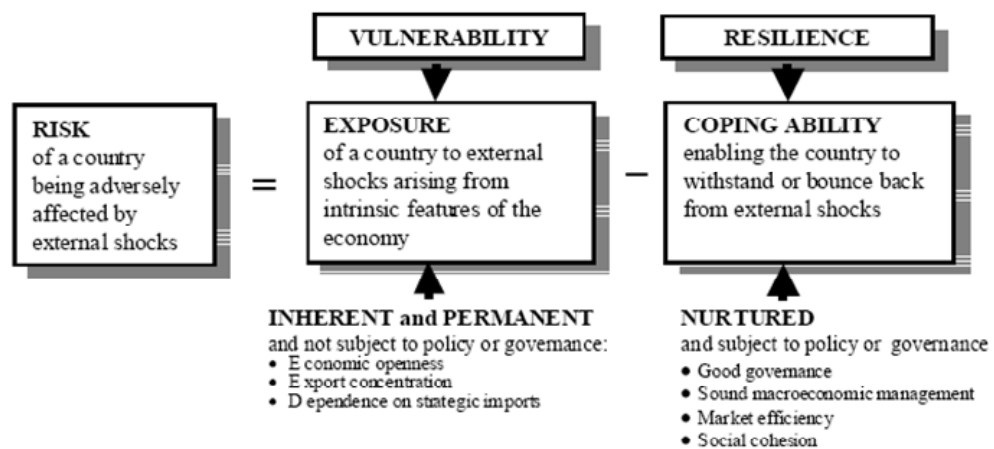 VULNERABILITY
RESILIENCE
RISK
of a country
being adversely
affected by
external shocks
=
EXPOSURE
of a country to external
shocks arising from
intrinsic features of the
economy
–
COPING ABILITY
enabling the country to
withstand or bounce back
from external shocks
INHERENT and PERMANENT
and not subject to policy or governance:
• E conomic openness
• E xport concentration
• D ependence on strategic imports
NURTURED
and subject to policy or governance
• Good governance
• Sound macroeconomic management
• Market efficiency
• Social cohesion